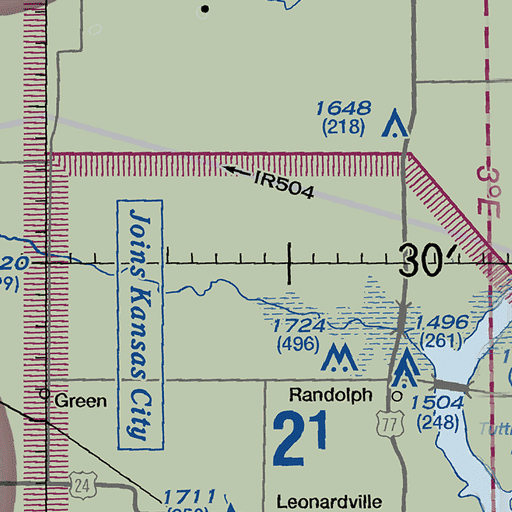 1648
(218)
3°E
IR504
Joins Kansas City
30'
20
1724
(496)
1496
(261)
Randolph
Green
1504
(248)
77
21
24
1711
Leonardville